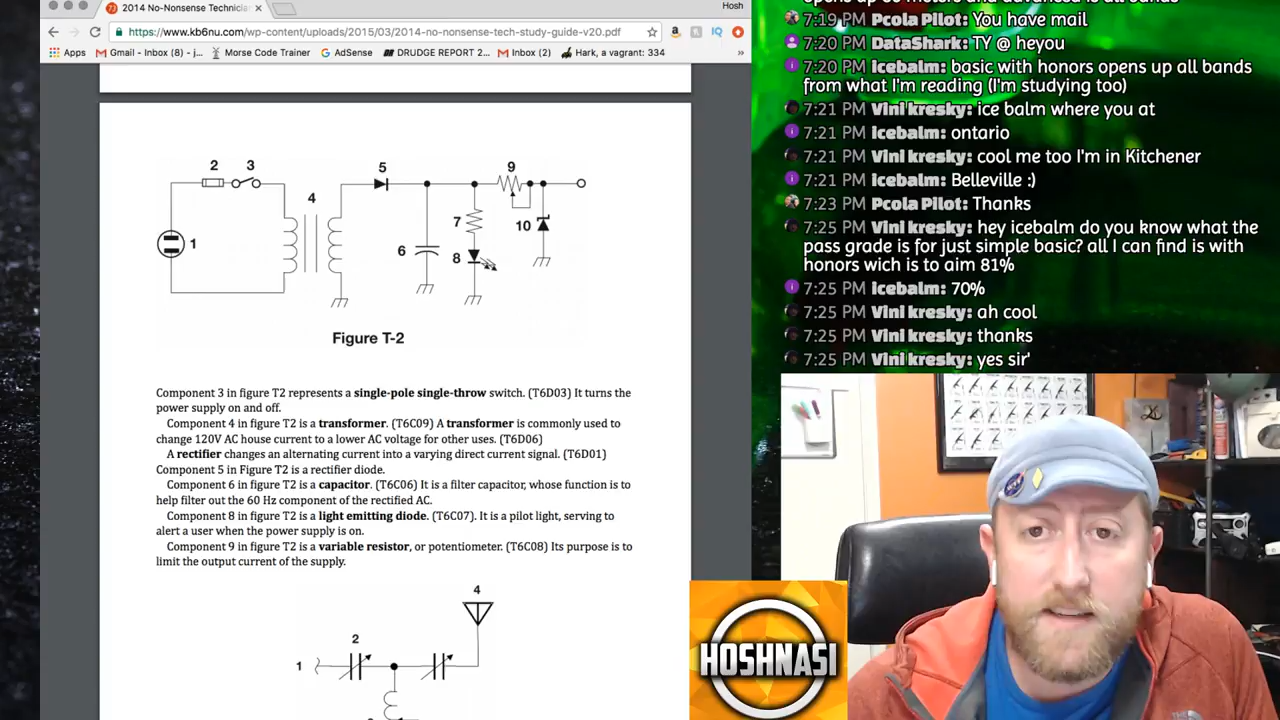 2014 No-Nonsense Technician
Hosh
https://www.kb6nu.com/wp-content/uploads/2015/03/2014-no-nonsense-tech-study-guide-v20.pdf
Apps Gmail - Inbox (8) - j... Morse Code Trainer AdSense DRUDGE REPORT 2... Inbox (2) Hark, a vagrant: 334
2 3 5 9
4
7 10
1 6 8
Figure T-2
Component 3 in figure T2 represents a single-pole single-throw switch. (T6D03) It turns the
power supply on and off.
Component 4 in figure T2 is a transformer. (T6C09) A transformer is commonly used to
change 120V AC house current to a lower AC voltage for other uses. (T6D06)
A rectifier changes an alternating current into a varying direct current signal. (T6D01)
Component 5 in Figure T2 is a rectifier diode.
Component 6 in figure T2 is a capacitor. (T6C06) It is a filter capacitor, whose function is to
help filter out the 60 Hz component of the rectified AC.
Component 8 in figure T2 is a light emitting diode. (T6C07). It is a pilot light, serving to
alert a user when the power supply is on.
Component 9 in figure T2 is a variable resistor, or potentiometer. (T6C08) Its purpose is to
limit the output current of the supply.
4
2
1
7:19 PM Pcola Pilot: You have mail
7:20 PM DataShark: TY @ heyou
7:20 PM icebalm: basic with honors opens up all bands
from what I'm reading (I'm studying too)
7:21 PM Vini kresky: ice balm where you at
7:21 PM icebalm: ontario
7:21 PM Vini kresky: cool me too I'm in Kitchener
7:21 PM icebalm: Belleville :)
7:23 PM Pcola Pilot: Thanks
7:25 PM Vini kresky: hey icebalm do you know what the
pass grade is for just simple basic? all I can find is with
honors wich is to aim 81%
7:25 PM icebalm: 70%
7:25 PM Vini kresky: ah cool
7:25 PM Vini kresky: thanks
7:25 PM Vini kresky: yes sir'
HOSHNASI